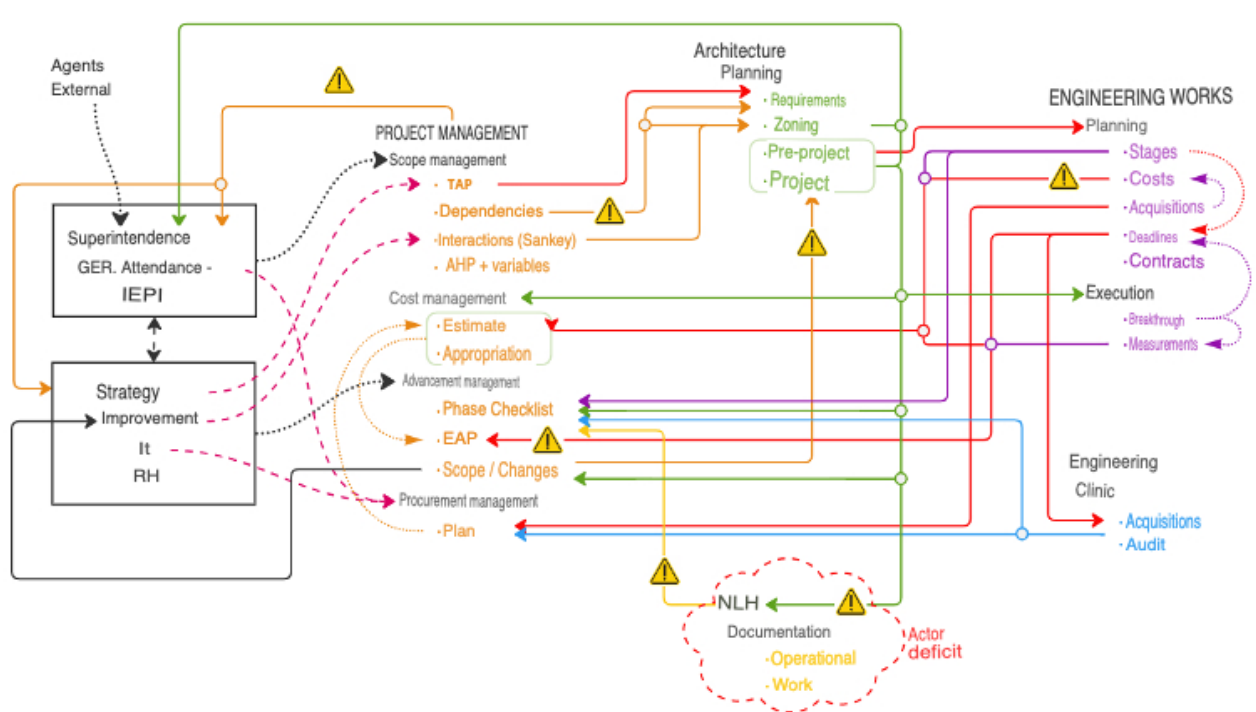 Agents
External
Superintendence
GER. Attendance -
IEPI
Strategy
Improvement
It
RH
PROJECT MANAGEMENT
Scope management
· TAP
·Dependencies
·Interactions (Sankey)
· AHP + variables
Cost management
·Estimate
·Appropriation
Advancement management
·Phase Checklist
·EAP
·Scope / Changes
Procurement management
·Plan
Architecture
Planning
· Requirements
· Zoning
·Pre-project
·Project
NLH
Documentation
·Operational
·Work
Actor
deficit
ENGINEERING WORKS
Planning
·Stages
·Costs
·Acquisitions
·Deadlines
·Contracts
Execution
·Breakthrough
·Measurements
Engineering
Clinic
·Acquisitions
·Audit